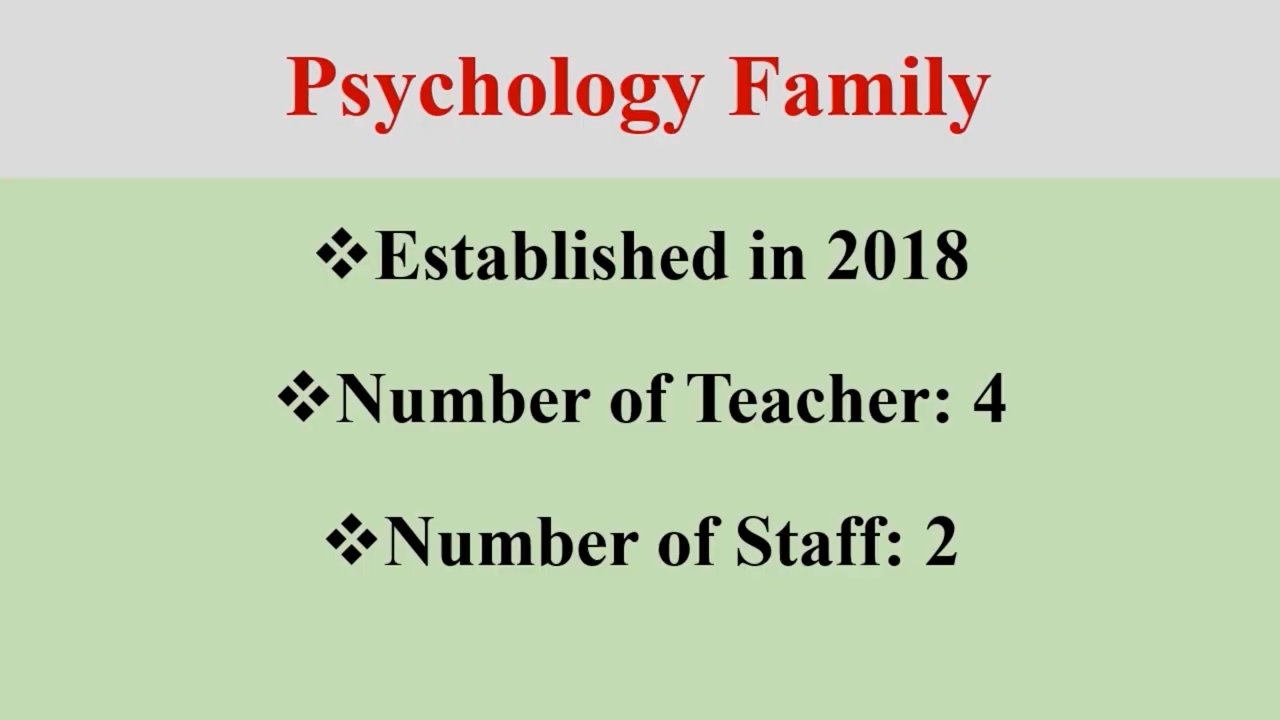 Psychology Family
❖Established in 2018
❖Number of Teacher: 4
❖Number of Staff: 2